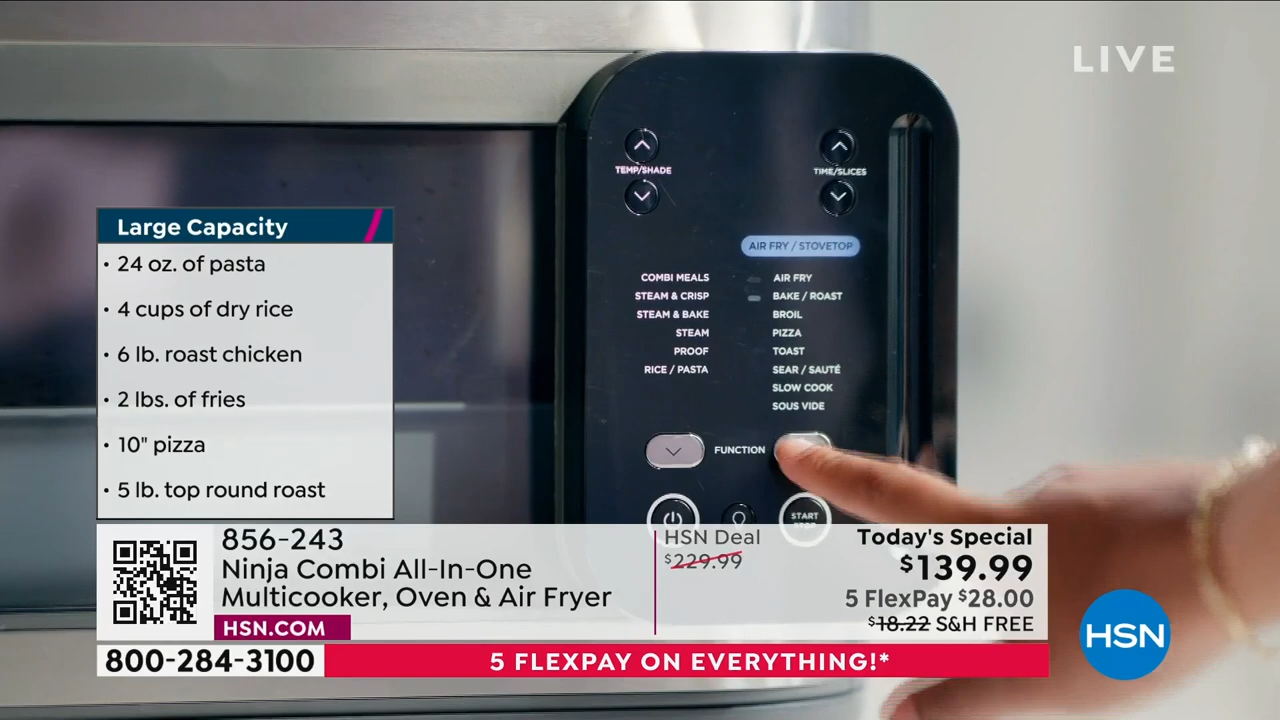 LIVE
TEMP/SHADE
TIME/SLICES
AIR FRY / STOVETOP
COMBI MEALS
STEAM & CRISP
STEAM & BAKE
STEAM
PROOF
RICE / PASTA
AIR FRY
BAKE / ROAST
BROIL
PIZZA
TOAST
SEAR / SAUTÉ
SLOW COOK
SOUS VIDE
FUNCTION
START
STOP
Large Capacity
· 24 oz. of pasta
· 4 cups of dry rice
· 6 lb. roast chicken
· 2 lbs. of fries
· 10" pizza
· 5 lb. top round roast
856-243
Ninja Combi All-In-One
Multicooker, Oven & Air Fryer
HSN.COM
HSN Deal
$229.99
Today's Special
$139.99
5 FlexPay $28.00
$18.22 S&H FREE
HSN
800-284-3100
5 FLEXPAY ON EVERYTHING!*